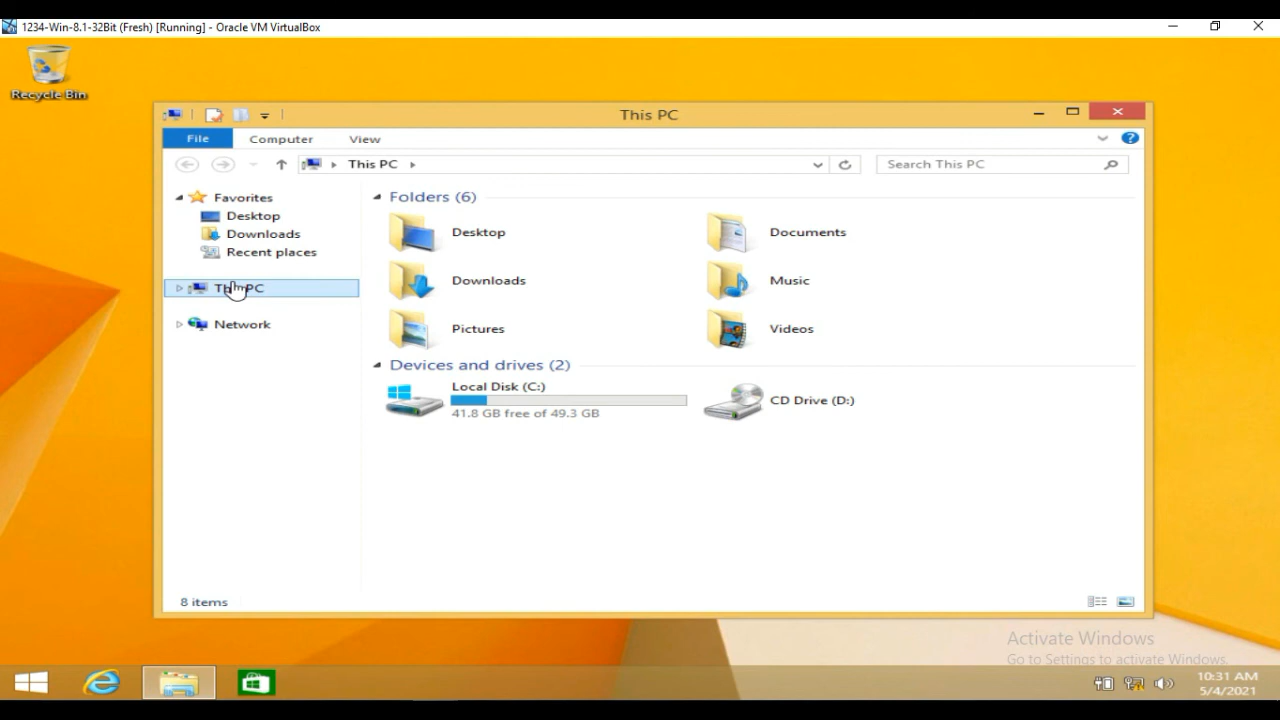 1234-Win-8.1-32Bit (Fresh) [Running] - Oracle VM VirtualBox
Recycle Bin
This PC
File Computer View
This PC
Search This PC
Favorites
Desktop
Downloads
Recent places
This PC
Network
Folders (6)
Desktop
Documents
Downloads
Music
Pictures
Videos
Devices and drives (2)
Local Disk (C:)
41.8 GB free of 49.3 GB
CD Drive (D:)
8 items
Activate Windows
Go to Settings to activate Windows.
10:31 AM
5/4/2021